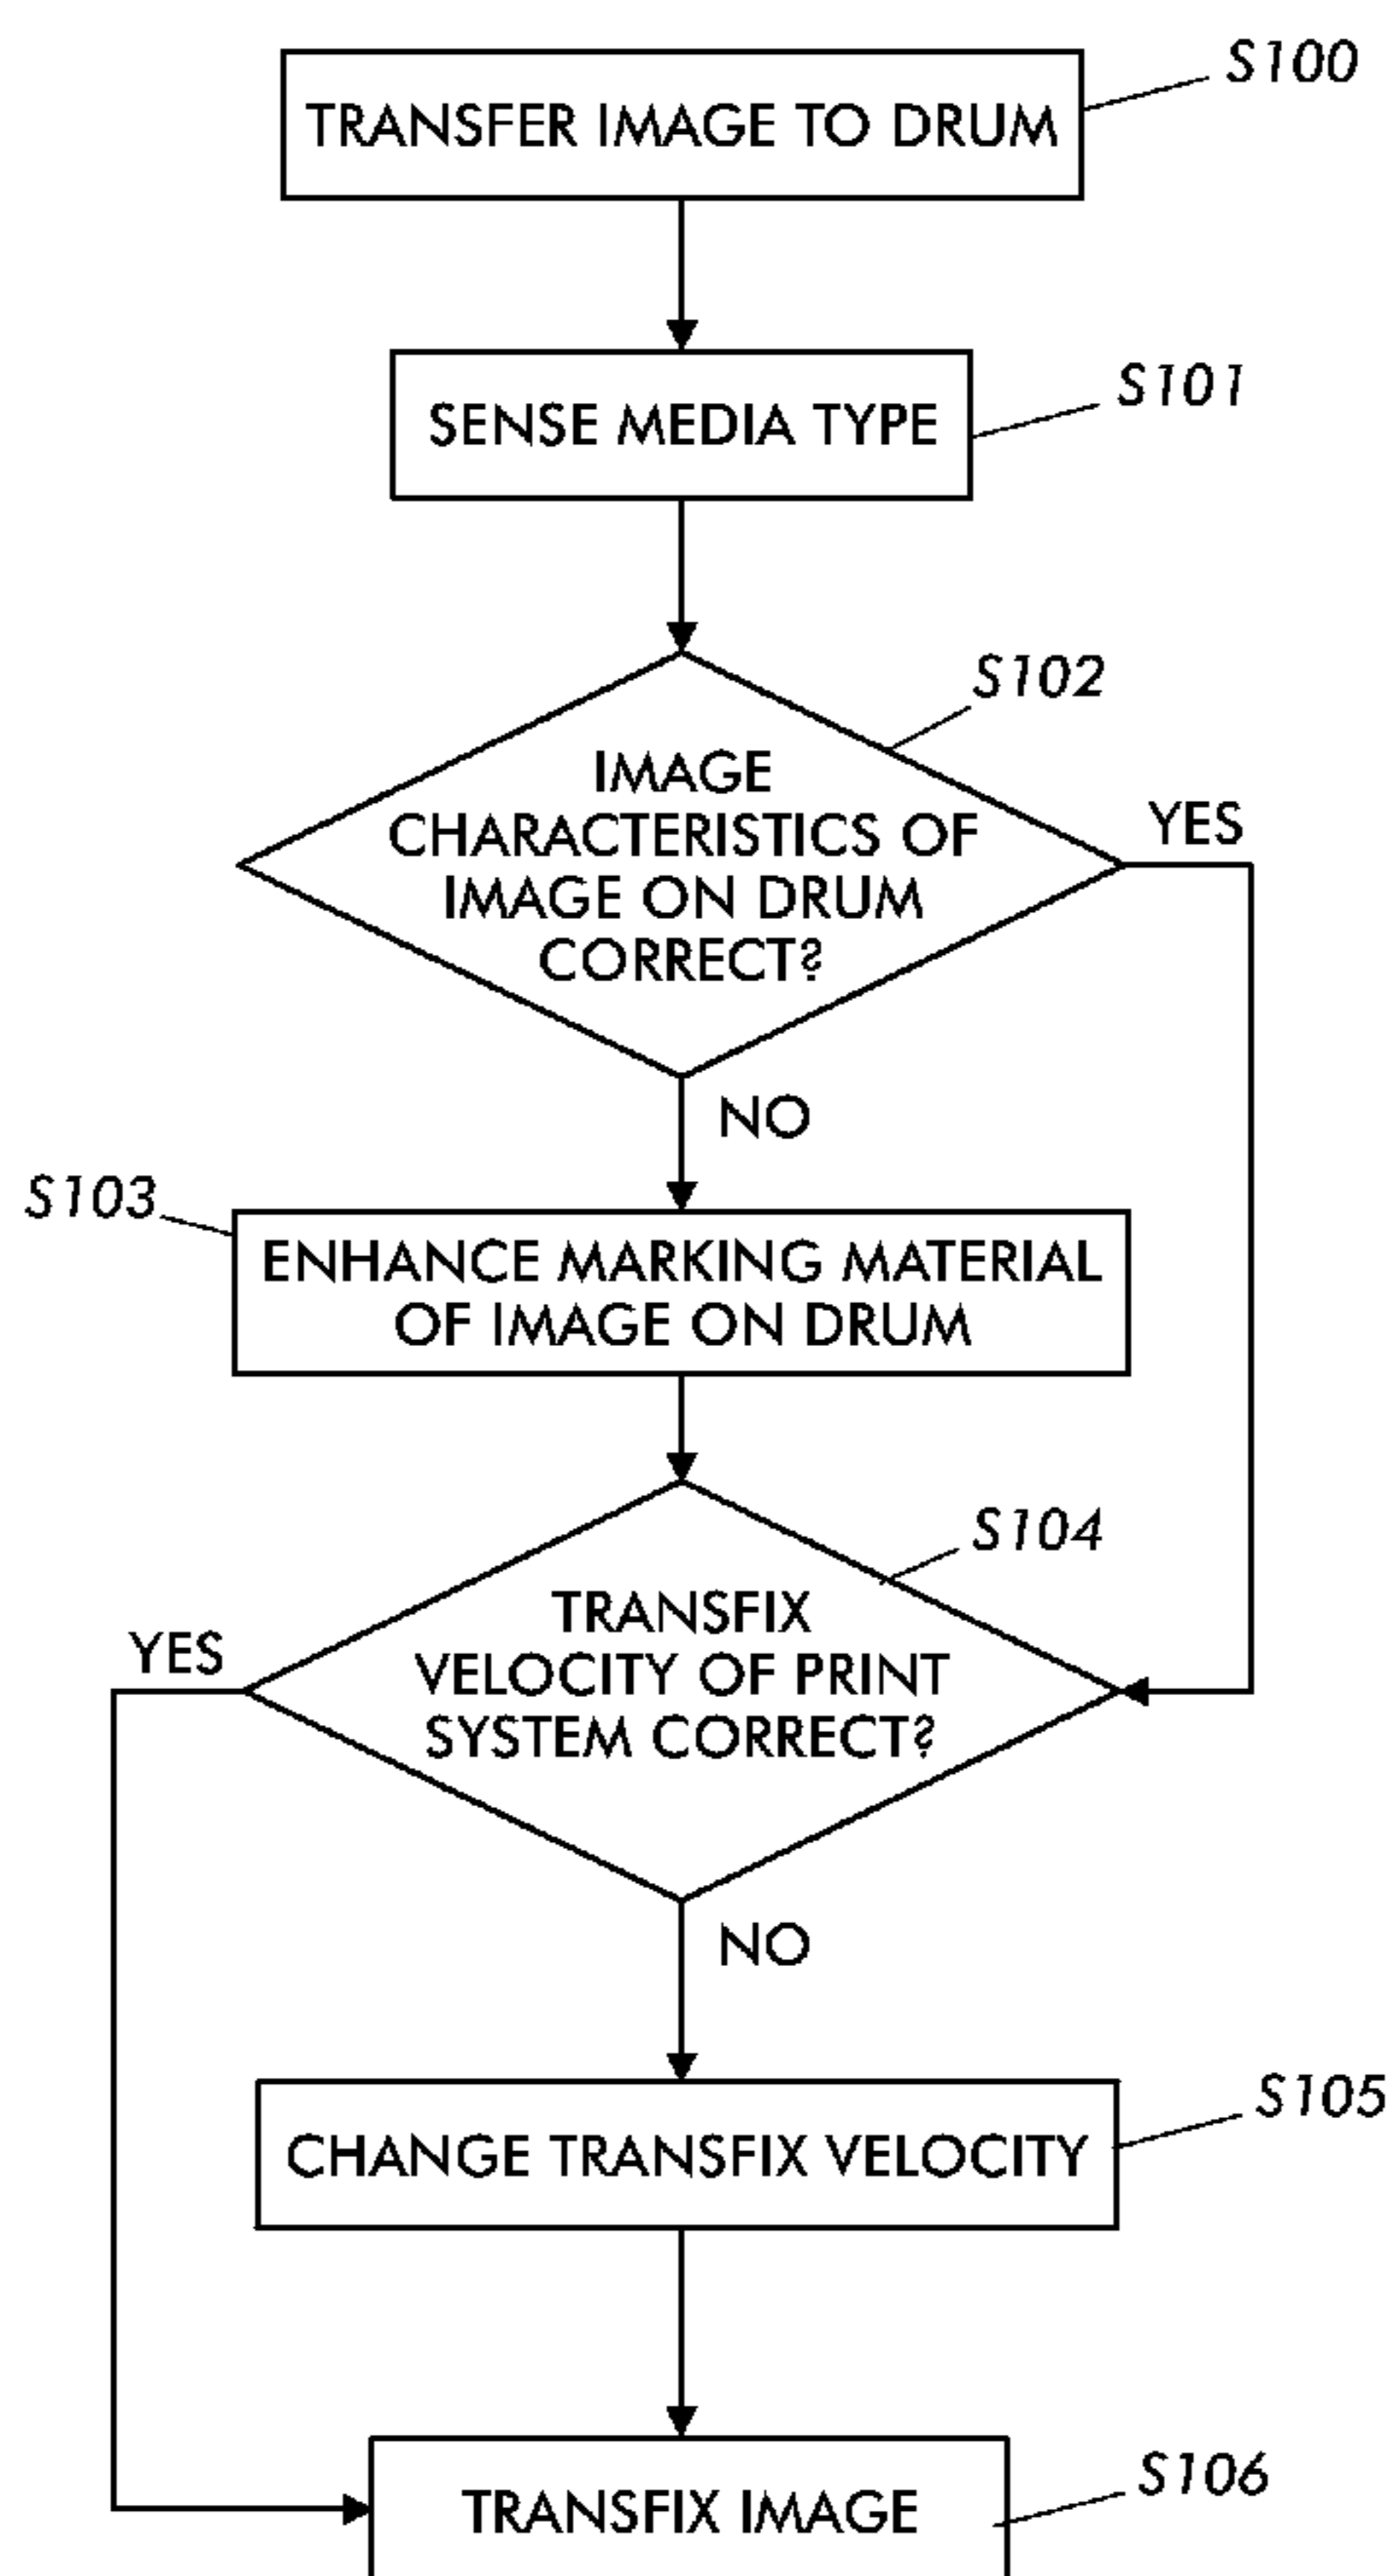 S100
TRANSFER IMAGE TO DRUM
S101
SENSE MEDIA TYPE
S102
IMAGE
CHARACTERISTICS OF
IMAGE ON DRUM
CORRECT?
YES
NO
S103
ENHANCE MARKING MATERIAL
OF IMAGE ON DRUM
S104
TRANSFIX
VELOCITY OF PRINT
SYSTEM CORRECT?
YES
NO
S105
CHANGE TRANSFIX VELOCITY
S106
TRANSFIX IMAGE